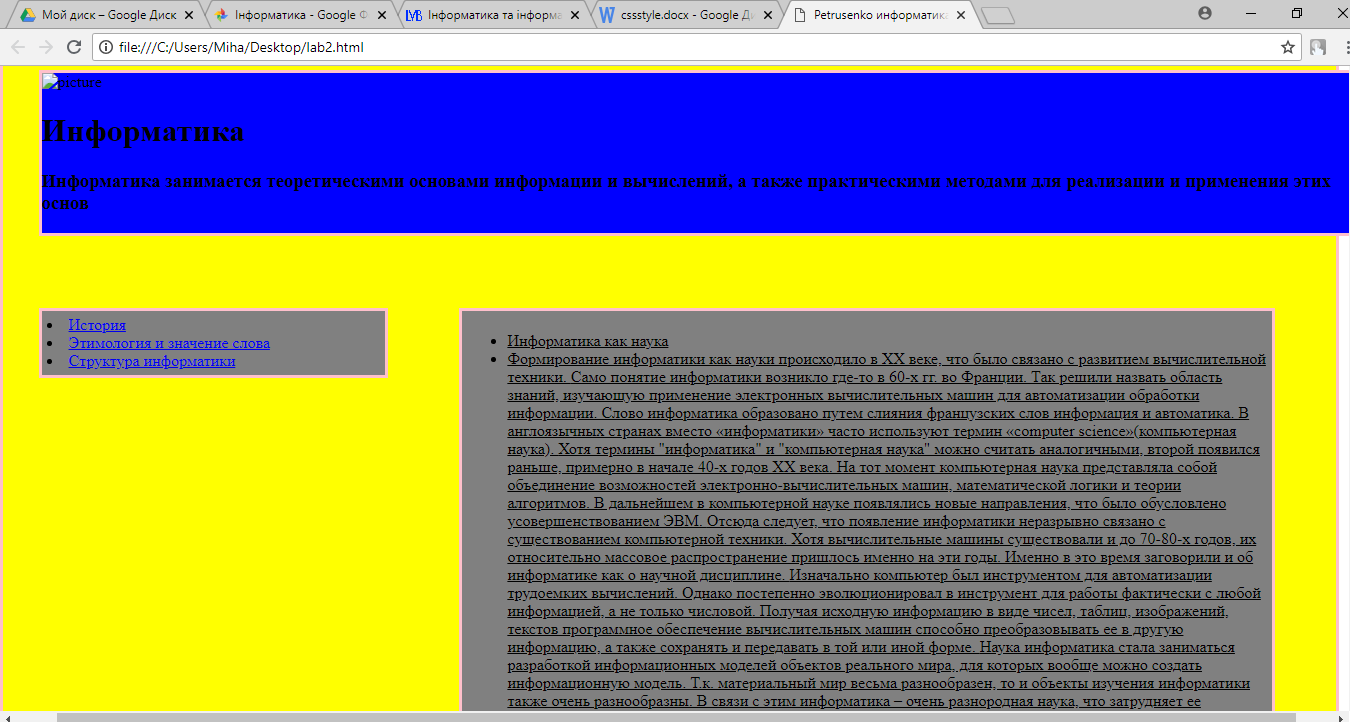 Мой диск – Google Диск
Інформатика - Google Ф
Інформатика та інформа
cssstyle.docx - Google Д
Petrusenko информатика
file:///C:/Users/Miha/Desktop/lab2.html
picture
Информатика
Информатика занимается теоретическими основами информации и вычислений, а также практическими методами для реализации и применения этих
основ
История
Этимология и значение слова
Структура информатики
Информатика как наука
Формирование информатики как науки происходило в XX веке, что было связано с развитием вычислительной
техники. Само понятие информатики возникло где-то в 60-х гг. во Франции. Так решили назвать область
знаний, изучающую применение электронных вычислительных машин для автоматизации обработки
информации. Слово информатика образовано путем слияния французских слов информация и автоматика. В
англоязычных странах вместо «информатики» часто используют термин «computer science»(компьютерная
наука). Хотя термины "информатика" и "компьютерная наука" можно считать аналогичными, второй появился
раньше, примерно в начале 40-х годов XX века. На тот момент компьютерная наука представляла собой
объединение возможностей электронно-вычислительных машин, математической логики и теории
алгоритмов. В дальнейшем в компьютерной науке появлялись новые направления, что было обусловлено
усовершенствованием ЭВМ. Отсюда следует, что появление информатики неразрывно связано с
существованием компьютерной техники. Хотя вычислительные машины существовали и до 70-80-х годов, их
относительно массовое распространение пришлось именно на эти годы. Именно в это время заговорили и об
информатике как о научной дисциплине. Изначально компьютер был инструментом для автоматизации
трудоемких вычислений. Однако постепенно эволюционировал в инструмент для работы фактически с любой
информацией, а не только числовой. Получая исходную информацию в виде чисел, таблиц, изображений,
текстов программное обеспечение вычислительных машин способно преобразовывать ее в другую
информацию, а также сохранять и передавать в той или иной форме. Наука информатика стала заниматься
разработкой информационных моделей объектов реального мира, для которых вообще можно создать
информационную модель. Т.к. материальный мир весьма разнообразен, то и объекты изучения информатики
также очень разнообразны. В связи с этим информатика – очень разнородная наука, что затрудняет ее